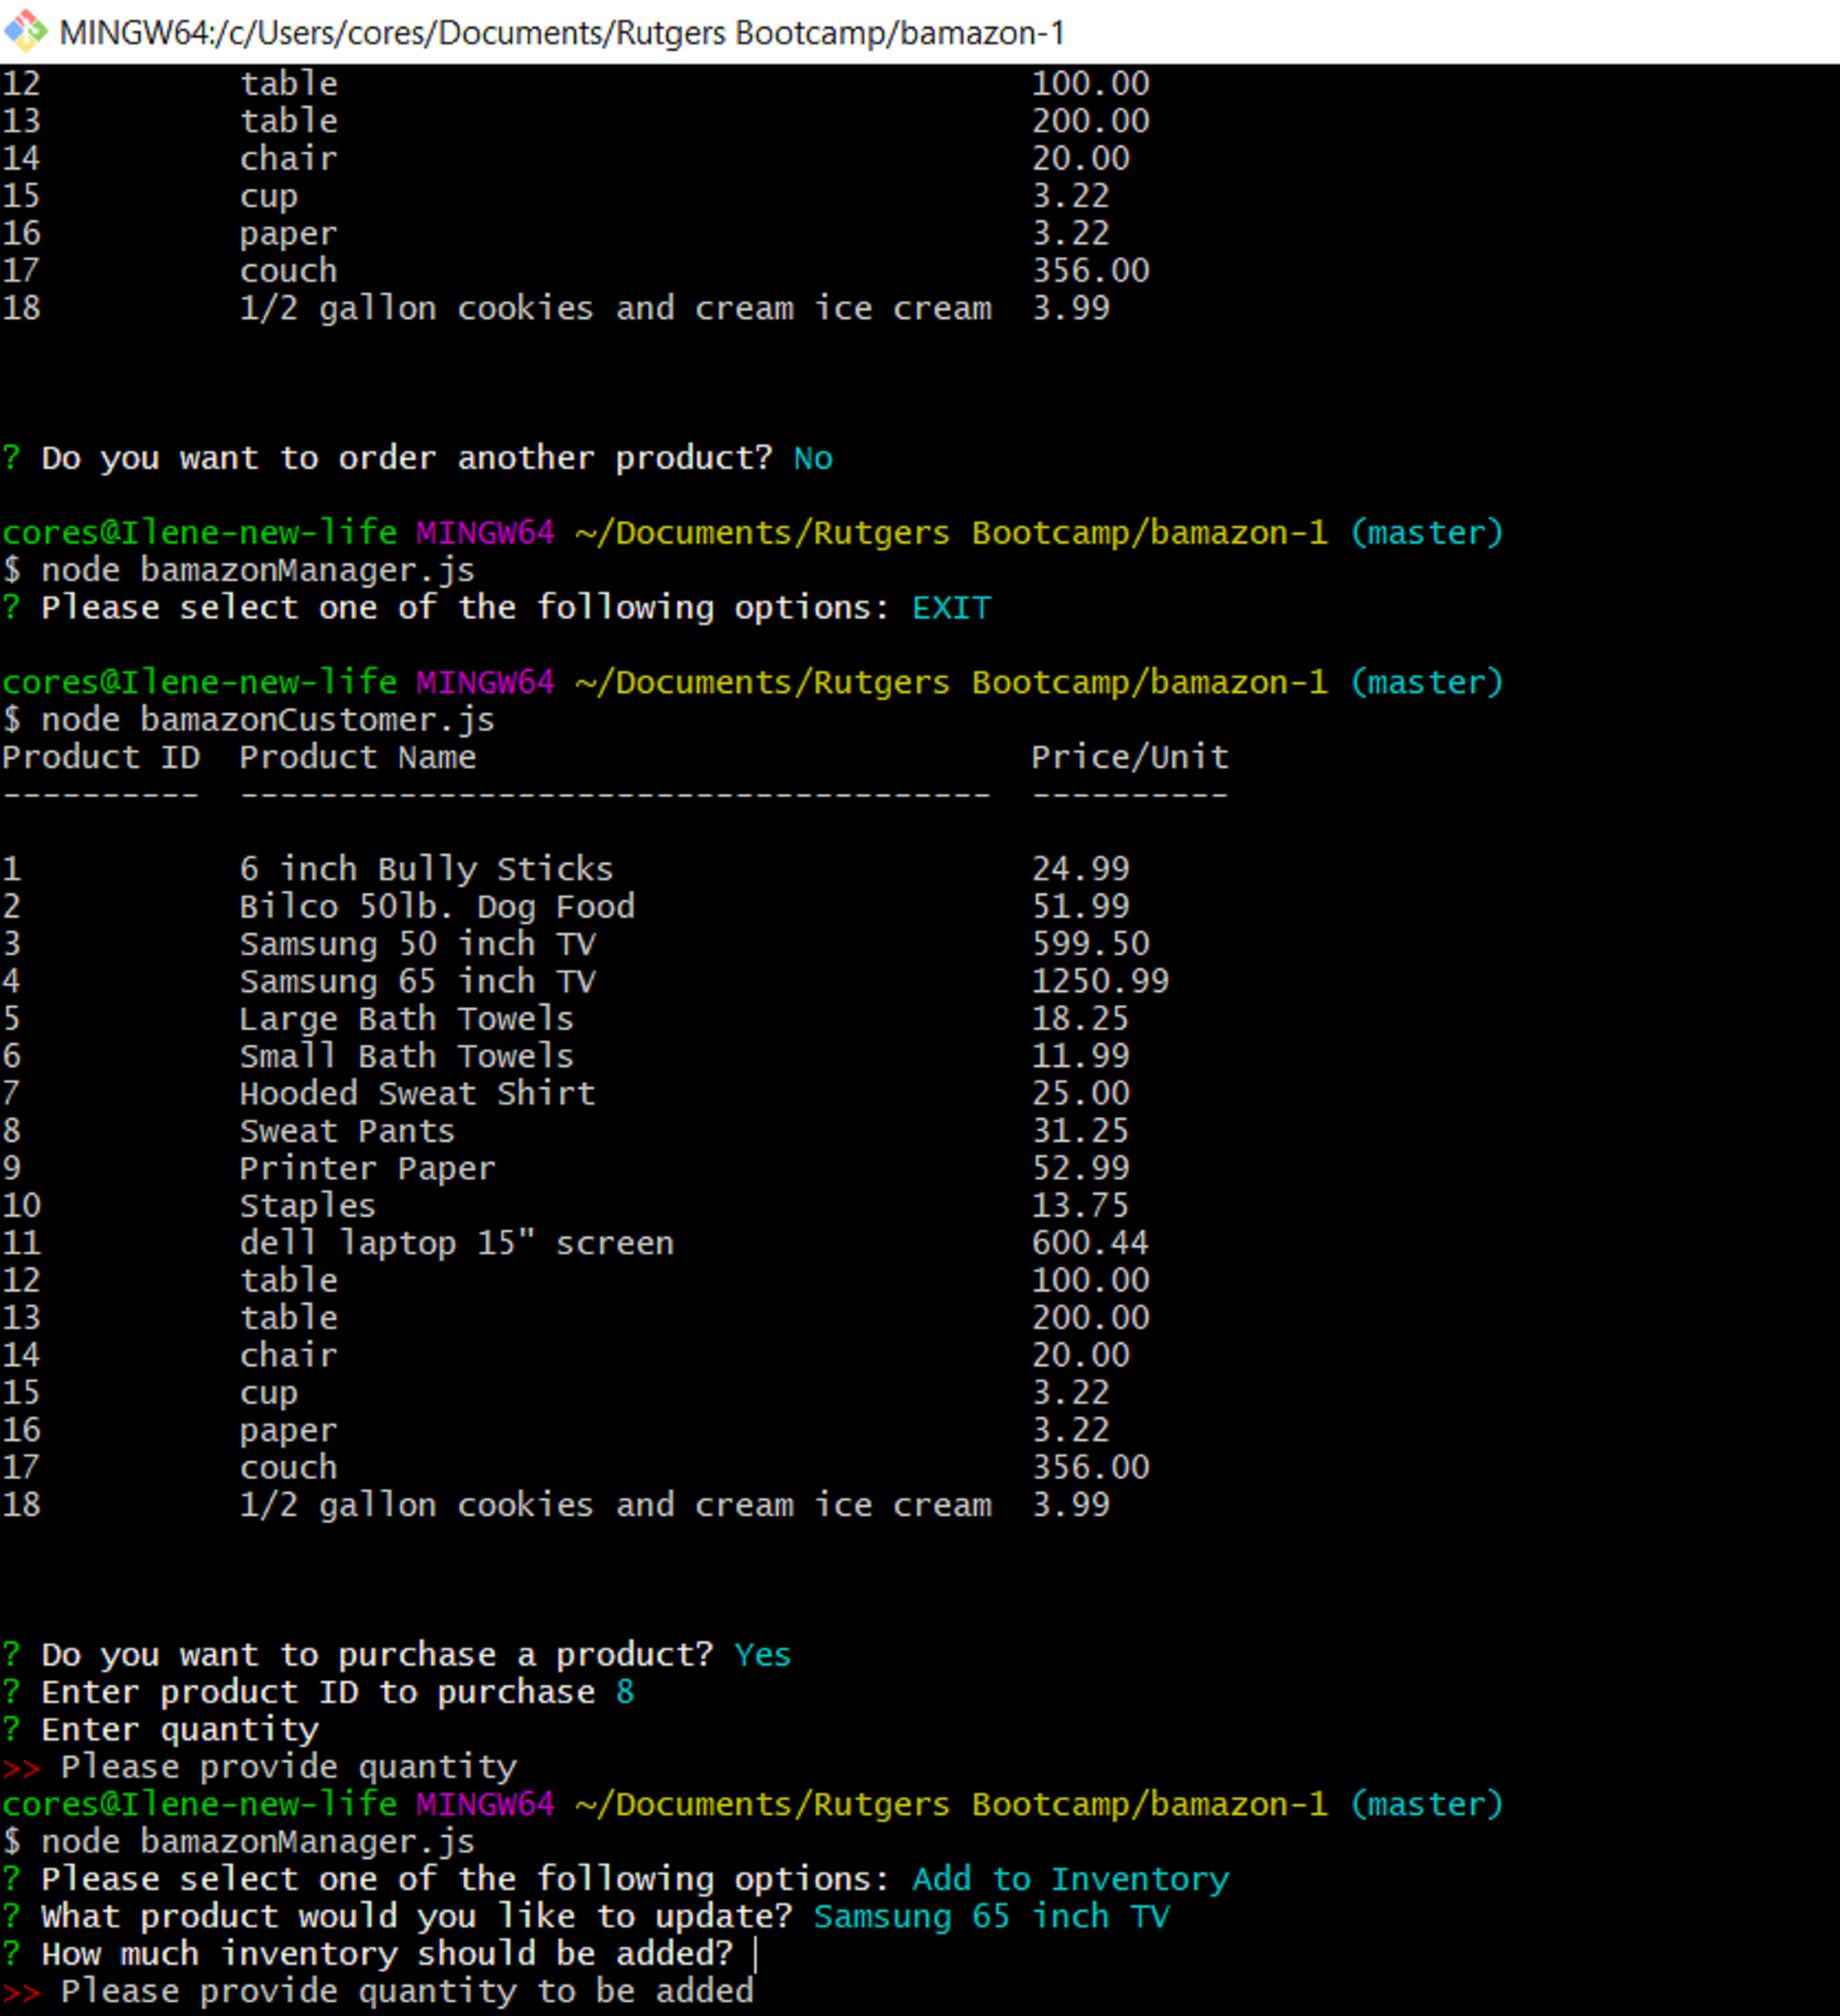 MINGW64:/c/Users/cores/Documents/Rutgers Bootcamp/bamazon-1
12          table                                   100.00
13          table                                   200.00
14          chair                                   20.00
15          cup                                     3.22
16          paper                                   3.22
17          couch                                   356.00
18          1/2 gallon cookies and cream ice cream  3.99
? Do you want to order another product? No
cores@Ilene-new-life MINGW64 ~/Documents/Rutgers Bootcamp/bamazon-1 (master)
$ node bamazonManager.js
? Please select one of the following options: EXIT
cores@Ilene-new-life MINGW64 ~/Documents/Rutgers Bootcamp/bamazon-1 (master)
$ node bamazonCustomer.js
Product ID  Product Name                            Price/Unit
----------  --------------------------------------  ----------
1           6 inch Bully Sticks                     24.99
2           Bilco 50lb. Dog Food                    51.99
3           Samsung 50 inch TV                      599.50
4           Samsung 65 inch TV                      1250.99
5           Large Bath Towels                       18.25
6           Small Bath Towels                       11.99
7           Hooded Sweat Shirt                      25.00
8           Sweat Pants                             31.25
9           Printer Paper                           52.99
10          Staples                                 13.75
11          dell laptop 15" screen                  600.44
12          table                                   100.00
13          table                                   200.00
14          chair                                   20.00
15          cup                                     3.22
16          paper                                   3.22
17          couch                                   356.00
18          1/2 gallon cookies and cream ice cream  3.99
? Do you want to purchase a product? Yes
? Enter product ID to purchase 8
? Enter quantity
>> Please provide quantity
cores@Ilene-new-life MINGW64 ~/Documents/Rutgers Bootcamp/bamazon-1 (master)
$ node bamazonManager.js
? Please select one of the following options: Add to Inventory
? What product would you like to update? Samsung 65 inch TV
? How much inventory should be added?
>> Please provide quantity to be added